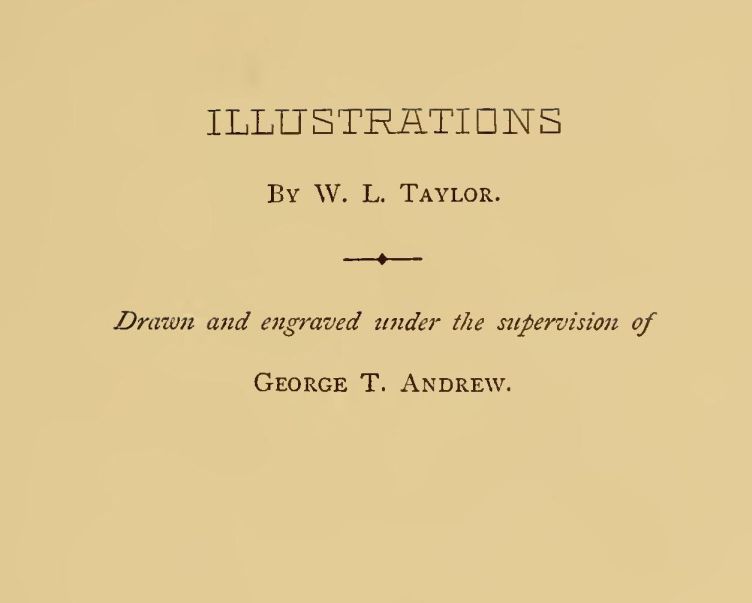 ILLUSTRATIONS
By W. L. Taylor.
Drawn and engraved under the supervision of
George T. Andrew.